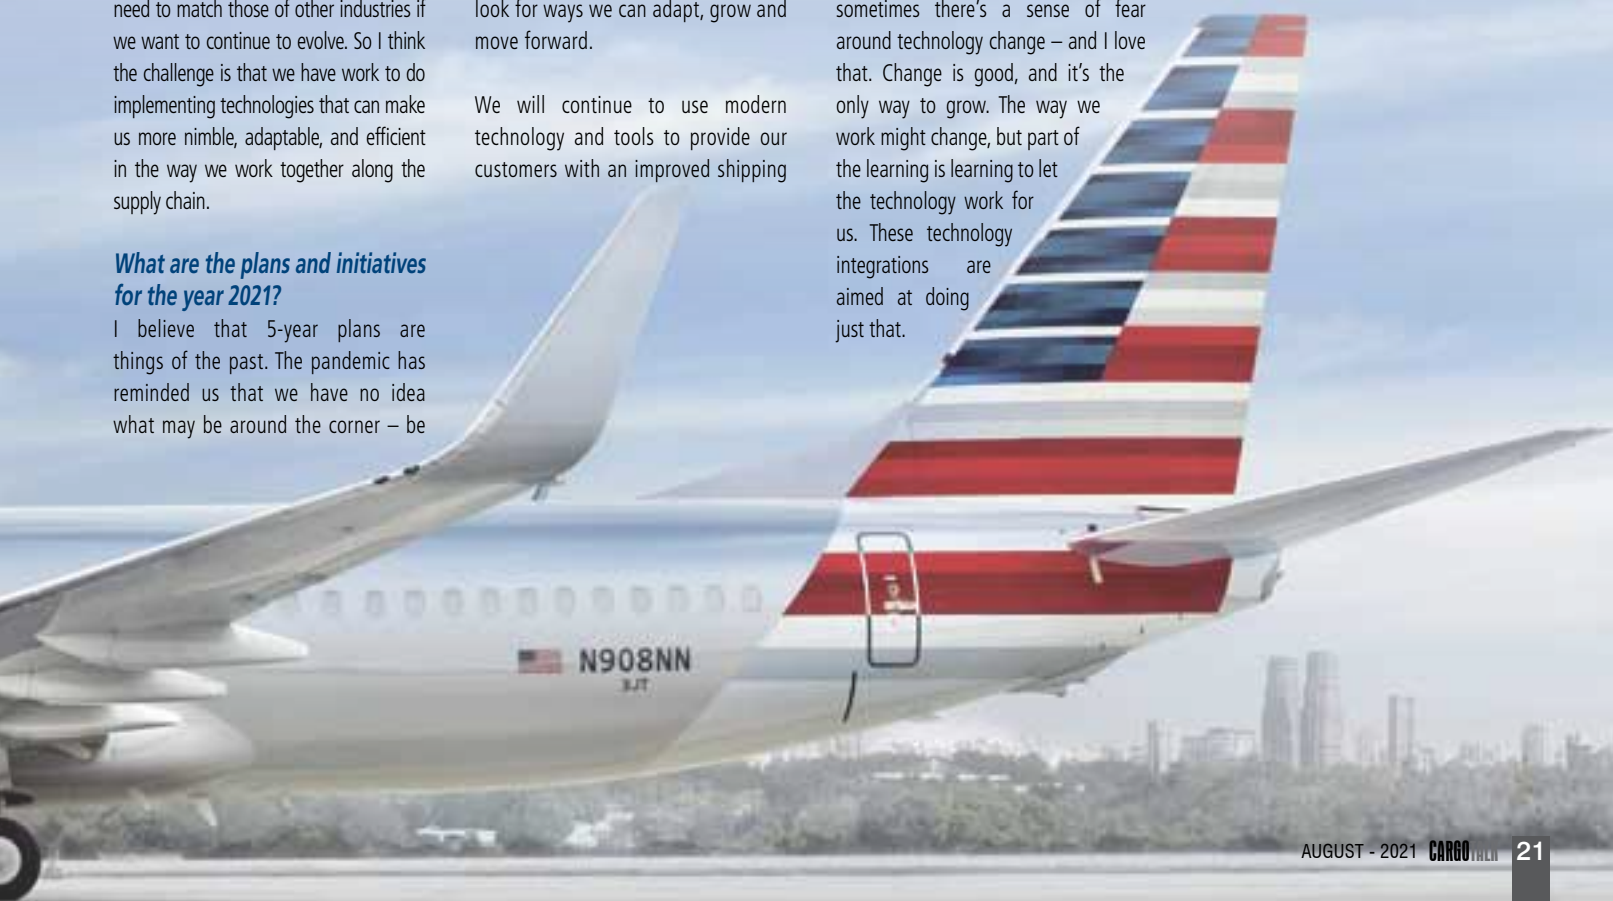 need to match those of other industries if
we want to continue to evolve. So I think
the challenge is that we have work to do
implementing technologies that can make
us more nimble, adaptable, and efficient
in the way we work together along the
supply chain.
What are the plans and initiatives
for the year 2021?
I believe that 5-year plans are
things of the past. The pandemic has
reminded us that we have no idea
what may be around the corner – be
look for ways we can adapt, grow and
move forward.
We will continue to use modern
technology and tools to provide our
customers with an improved shipping
sometimes there’s a sense of fear
around technology change – and I love
that. Change is good, and it’s the
only way to grow. The way we
work might change, but part of
the learning is learning to let
the technology work for
us. These technology
integrations are
aimed at doing
just that.
N908NN
3JT
AUGUST - 2021 CARGOTALK 21